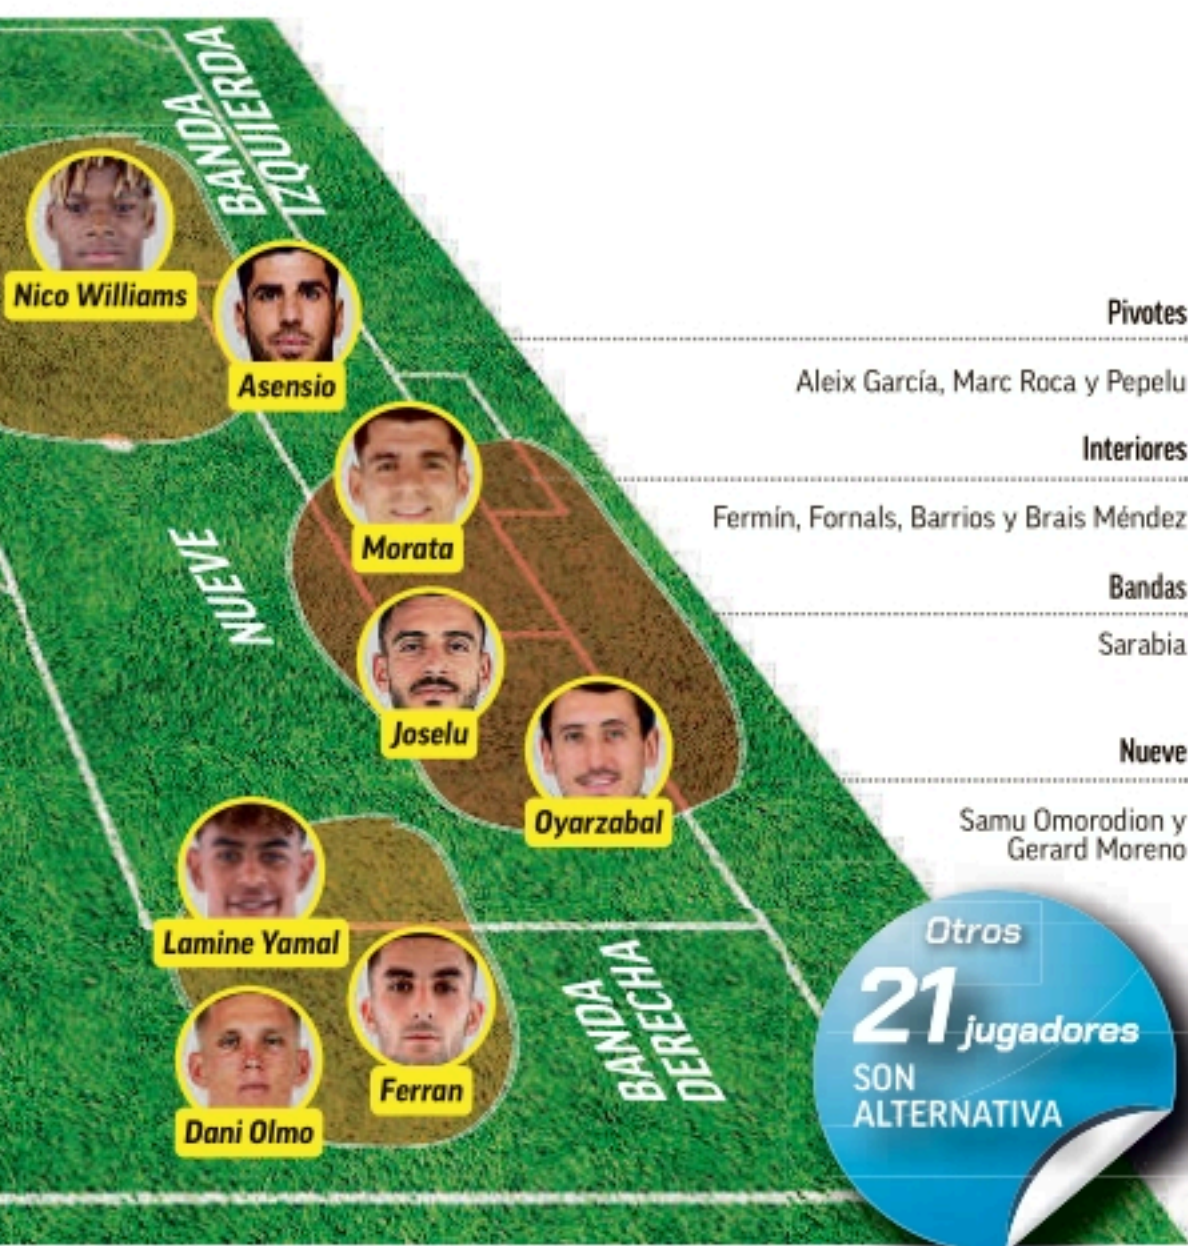 BANDA
IZQUIERDA
Nico Williams
Asensio
Morata
NUEVE
Joselu
Oyarzabal
Lamine Yamal
Ferran
Dani Olmo
BANDA
DERECHA
Pivotes
Aleix García, Marc Roca y Pepelu
Interiores
Fermín, Fornals, Barrios y Brais Méndez
Bandas
Sarabia
Nueve
Samu Omorodion y
Gerard Moreno
Otros
21 jugadores
SON
ALTERNATIVA